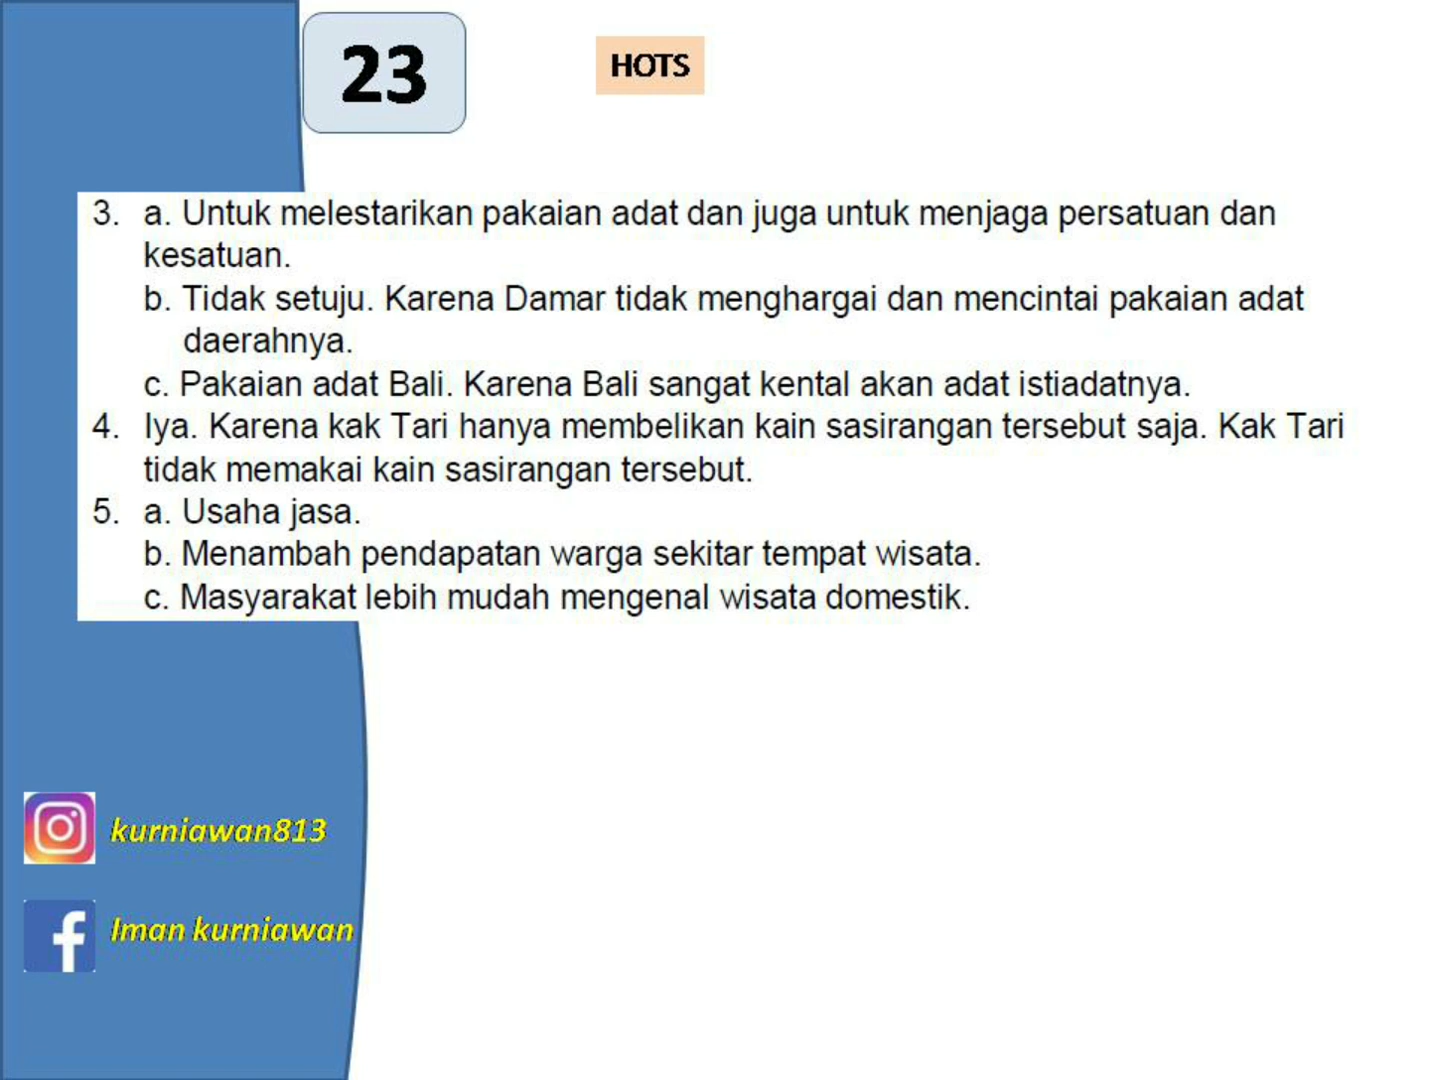 23
HOTS
3. a. Untuk melestarikan pakaian adat dan juga untuk menjaga persatuan dan
kesatuan.
b. Tidak setuju. Karena Damar tidak menghargai dan mencintai pakaian adat
daerahnya.
c. Pakaian adat Bali. Karena Bali sangat kental akan adat istiadatnya.
4. Iya. Karena kak Tari hanya membelikan kain sasirangan tersebut saja. Kak Tari
tidak memakai kain sasirangan tersebut.
5. a. Usaha jasa.
b. Menambah pendapatan warga sekitar tempat wisata.
c. Masyarakat lebih mudah mengenal wisata domestik.
kurniawan813
Iman kurniawan